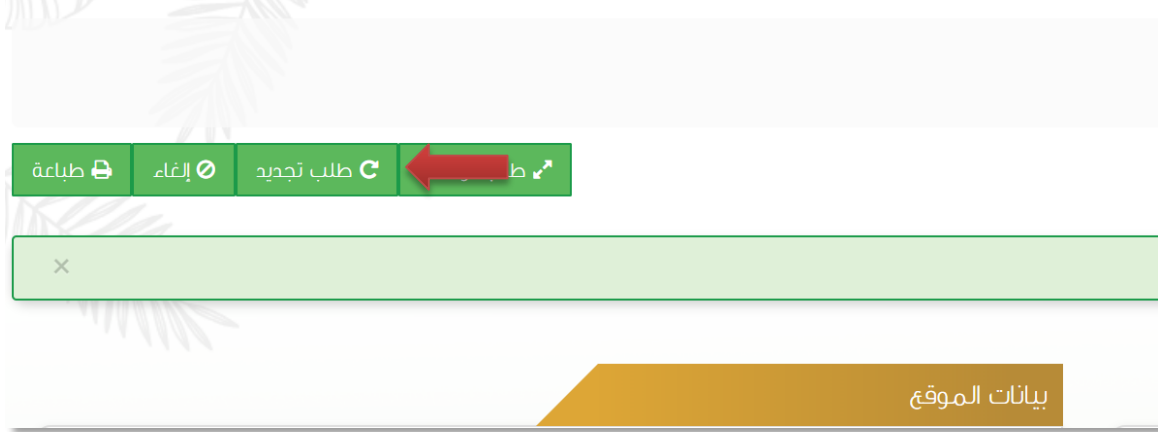 طلب تجديد إلغاء طباعة
×
بيانات الموقع